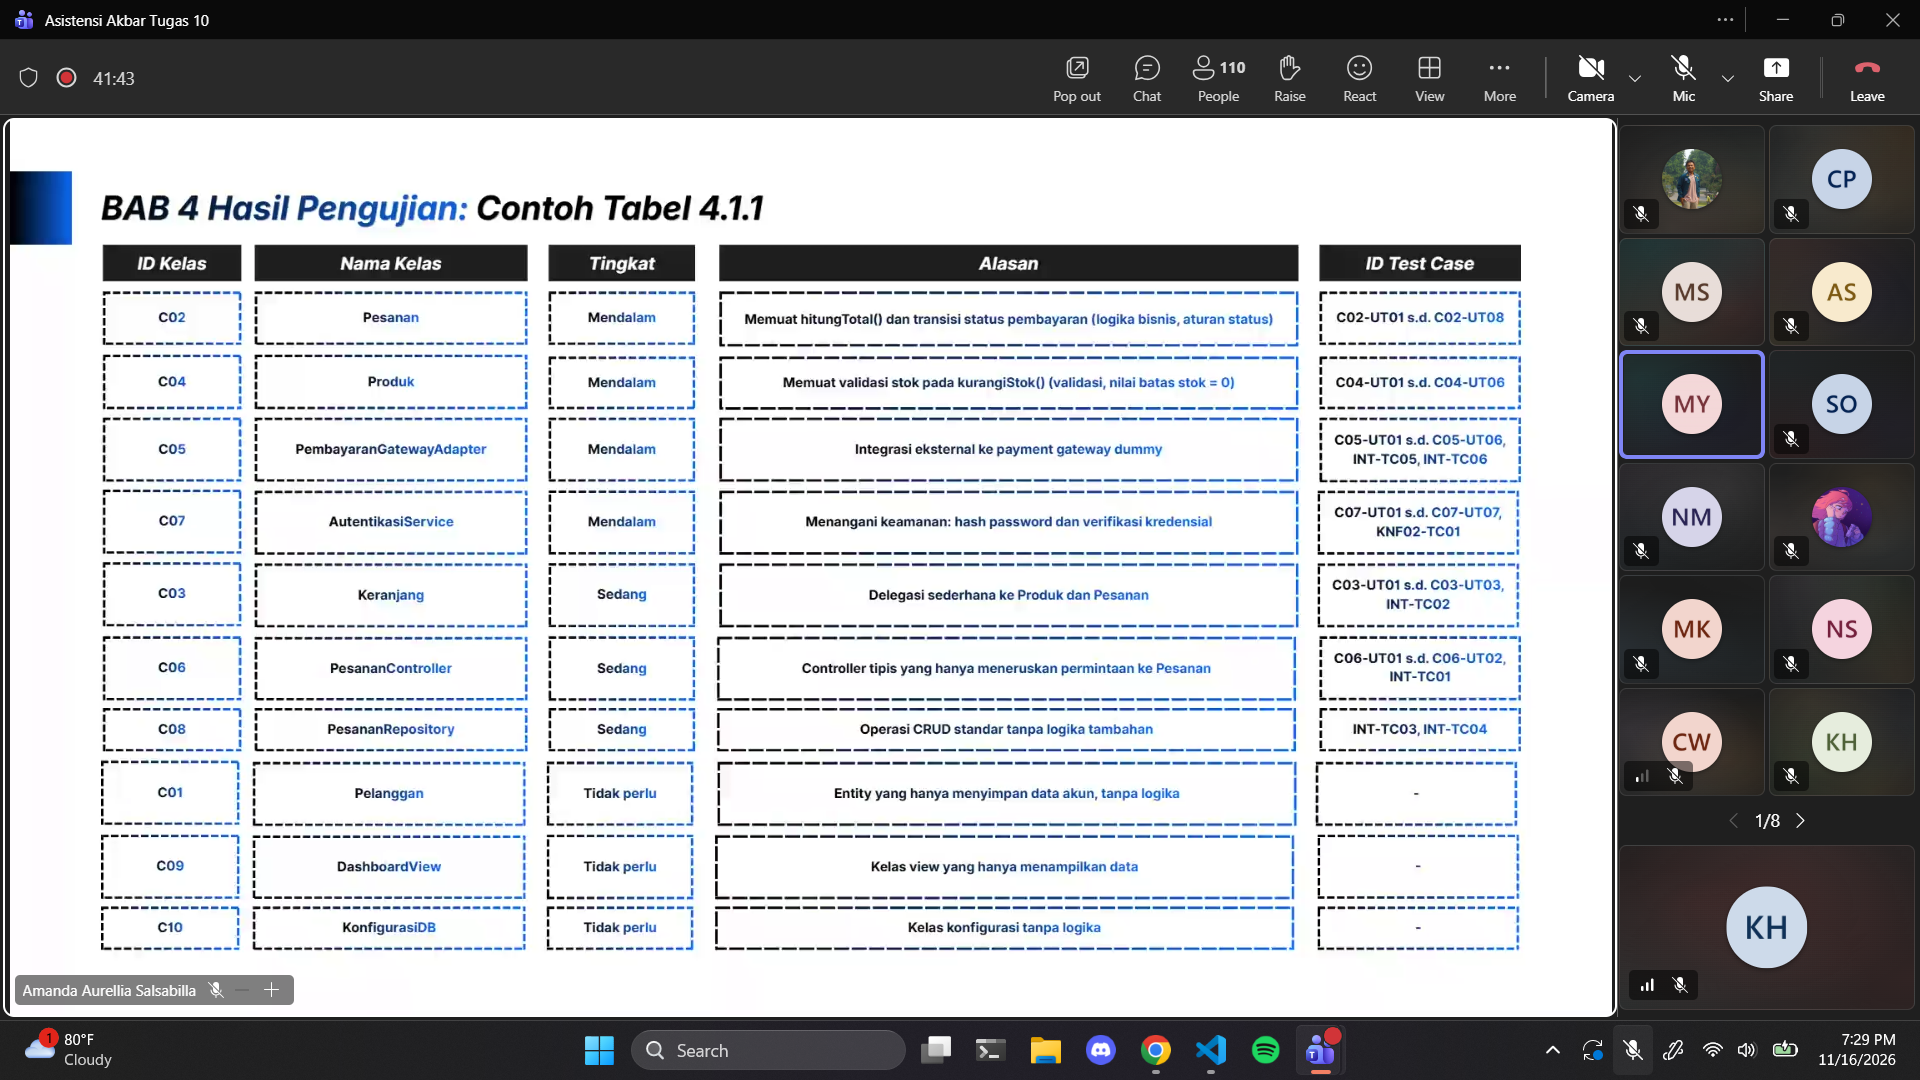 Asistensi Akbar Tugas 10
41:43
Pop out
Chat
110
People
Raise
React
View
More
Camera
Mic
Share
Leave
BAB 4 Hasil Pengujian: Contoh Tabel 4.1.1
ID Kelas Nama Kelas Tingkat Alasan ID Test Case
C02 Pesanan Mendalam Memuat hitungTotal() dan transisi status pembayaran (logika bisnis, aturan status) C02-UT01 s.d. C02-UT08
C04 Produk Mendalam Memuat validasi stok pada kurangiStok() (validasi, nilai batas stok = 0) C04-UT01 s.d. C04-UT06
C05 PembayaranGatewayAdapter Mendalam Integrasi eksternal ke payment gateway dummy C05-UT01 s.d. C05-UT06,
INT-TC05, INT-TC06
C07 AutentikasiService Mendalam Menangani keamanan: hash password dan verifikasi kredensial C07-UT01 s.d. C07-UT07,
KNF02-TC01
C03 Keranjang Sedang Delegasi sederhana ke Produk dan Pesanan C03-UT01 s.d. C03-UT03,
INT-TC02
C06 PesananController Sedang Controller tipis yang hanya meneruskan permintaan ke Pesanan C06-UT01 s.d. C06-UT02,
INT-TC01
C08 PesananRepository Sedang Operasi CRUD standar tanpa logika tambahan INT-TC03, INT-TC04
C01 Pelanggan Tidak perlu Entity yang hanya menyimpan data akun, tanpa logika -
C09 DashboardView Tidak perlu Kelas view yang hanya menampilkan data -
C10 KonfigurasiDB Tidak perlu Kelas konfigurasi tanpa logika -
Amanda Aurellia Salsabilla
CP
MS
AS
MY
SO
NM
MK
NS
CW
KH
1/8
KH
1
80°F
Cloudy
Search
7:29 PM
11/16/2026